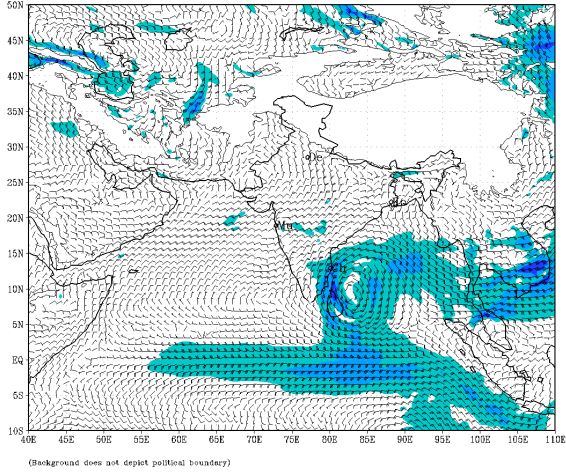 50N
45N
40N
35N
30N
25N
20N
15N
10N
5N
EQ
5S
10S
De
Mu
Ch
40E 45E 50E 55E 60E 65E 70E 75E 80E 85E 90E 95E 100E 105E 110E
(Background does not depict political boundary)